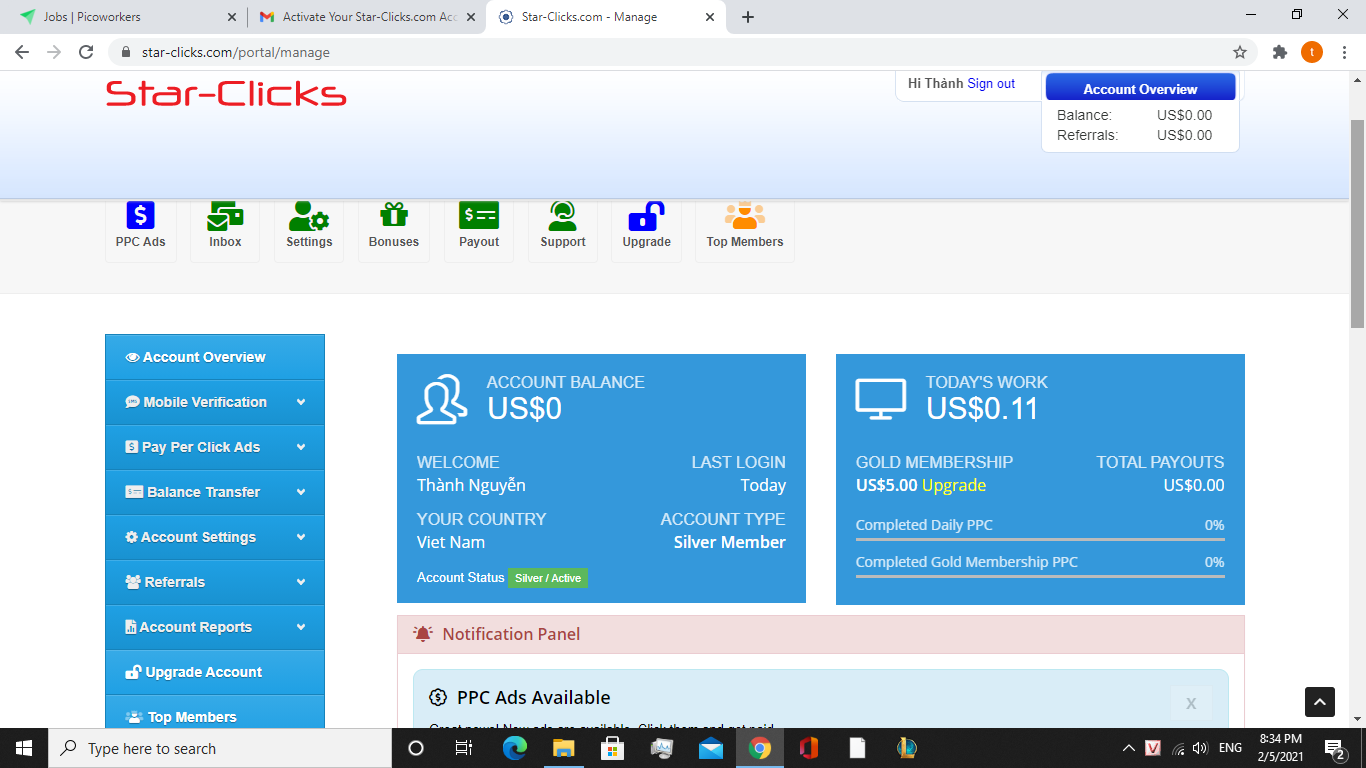 Jobs | Picoworkers
Activate Your Star-Clicks.com Acc
Star-Clicks.com - Manage
star-clicks.com/portal/manage
t
Star-Clicks
Hi Thành Sign out
Account Overview
Balance: US$0.00
Referrals: US$0.00
PPC Ads
Inbox
Settings
Bonuses
Payout
Support
Upgrade
Top Members
Account Overview
Mobile Verification
Pay Per Click Ads
Balance Transfer
Account Settings
Referrals
Account Reports
Upgrade Account
Top Members
ACCOUNT BALANCE
US$0
WELCOME LAST LOGIN
Thành Nguyễn Today
YOUR COUNTRY ACCOUNT TYPE
Viet Nam Silver Member
Account Status Silver / Active
TODAY'S WORK
US$0.11
GOLD MEMBERSHIP TOTAL PAYOUTS
US$5.00 Upgrade US$0.00
Completed Daily PPC 0%
Completed Gold Membership PPC 0%
Notification Panel
PPC Ads Available
X
Great news! New ads are available. Click them and get paid
Type here to search
ENG
8:34 PM
2/5/2021
2